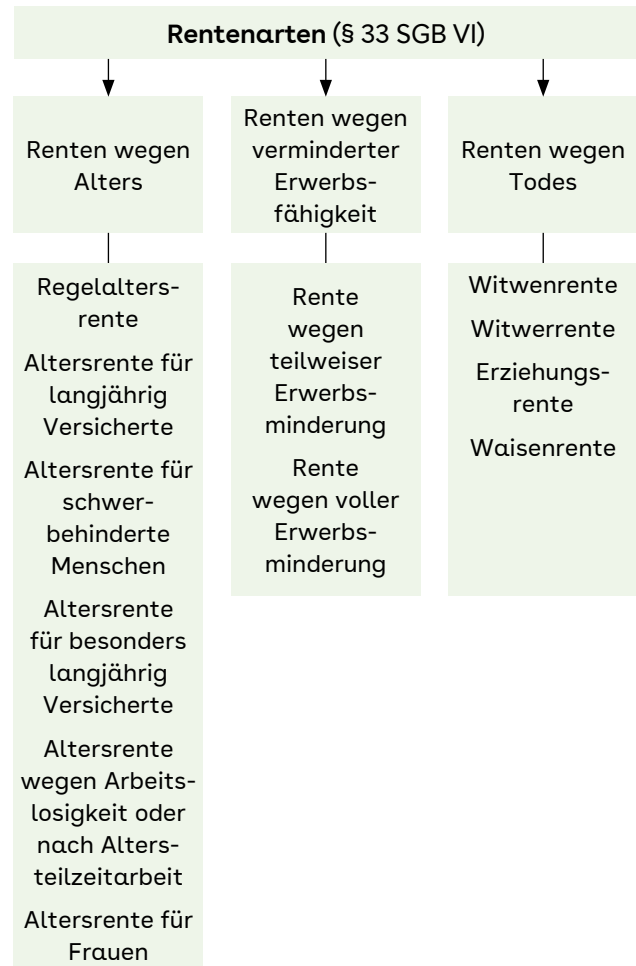 Rentenarten (§ 33 SGB VI)
Renten wegen
Alters
Regelalters-
rente
Altersrente für
langjährig
Versicherte
Altersrente für
schwer-
behinderte
Menschen
Altersrente
für besonders
langjährig
Versicherte
Altersrente
wegen Arbeits-
losigkeit oder
nach Alters-
teilzeitarbeit
Altersrente für
Frauen
Renten wegen
verminderter
Erwerbs-
fähigkeit
Rente
wegen
teilweiser
Erwerbs-
minderung
Rente
wegen voller
Erwerbs-
minderung
Renten wegen
Todes
Witwenrente
Witwerrente
Erziehungs-
rente
Waisenrente